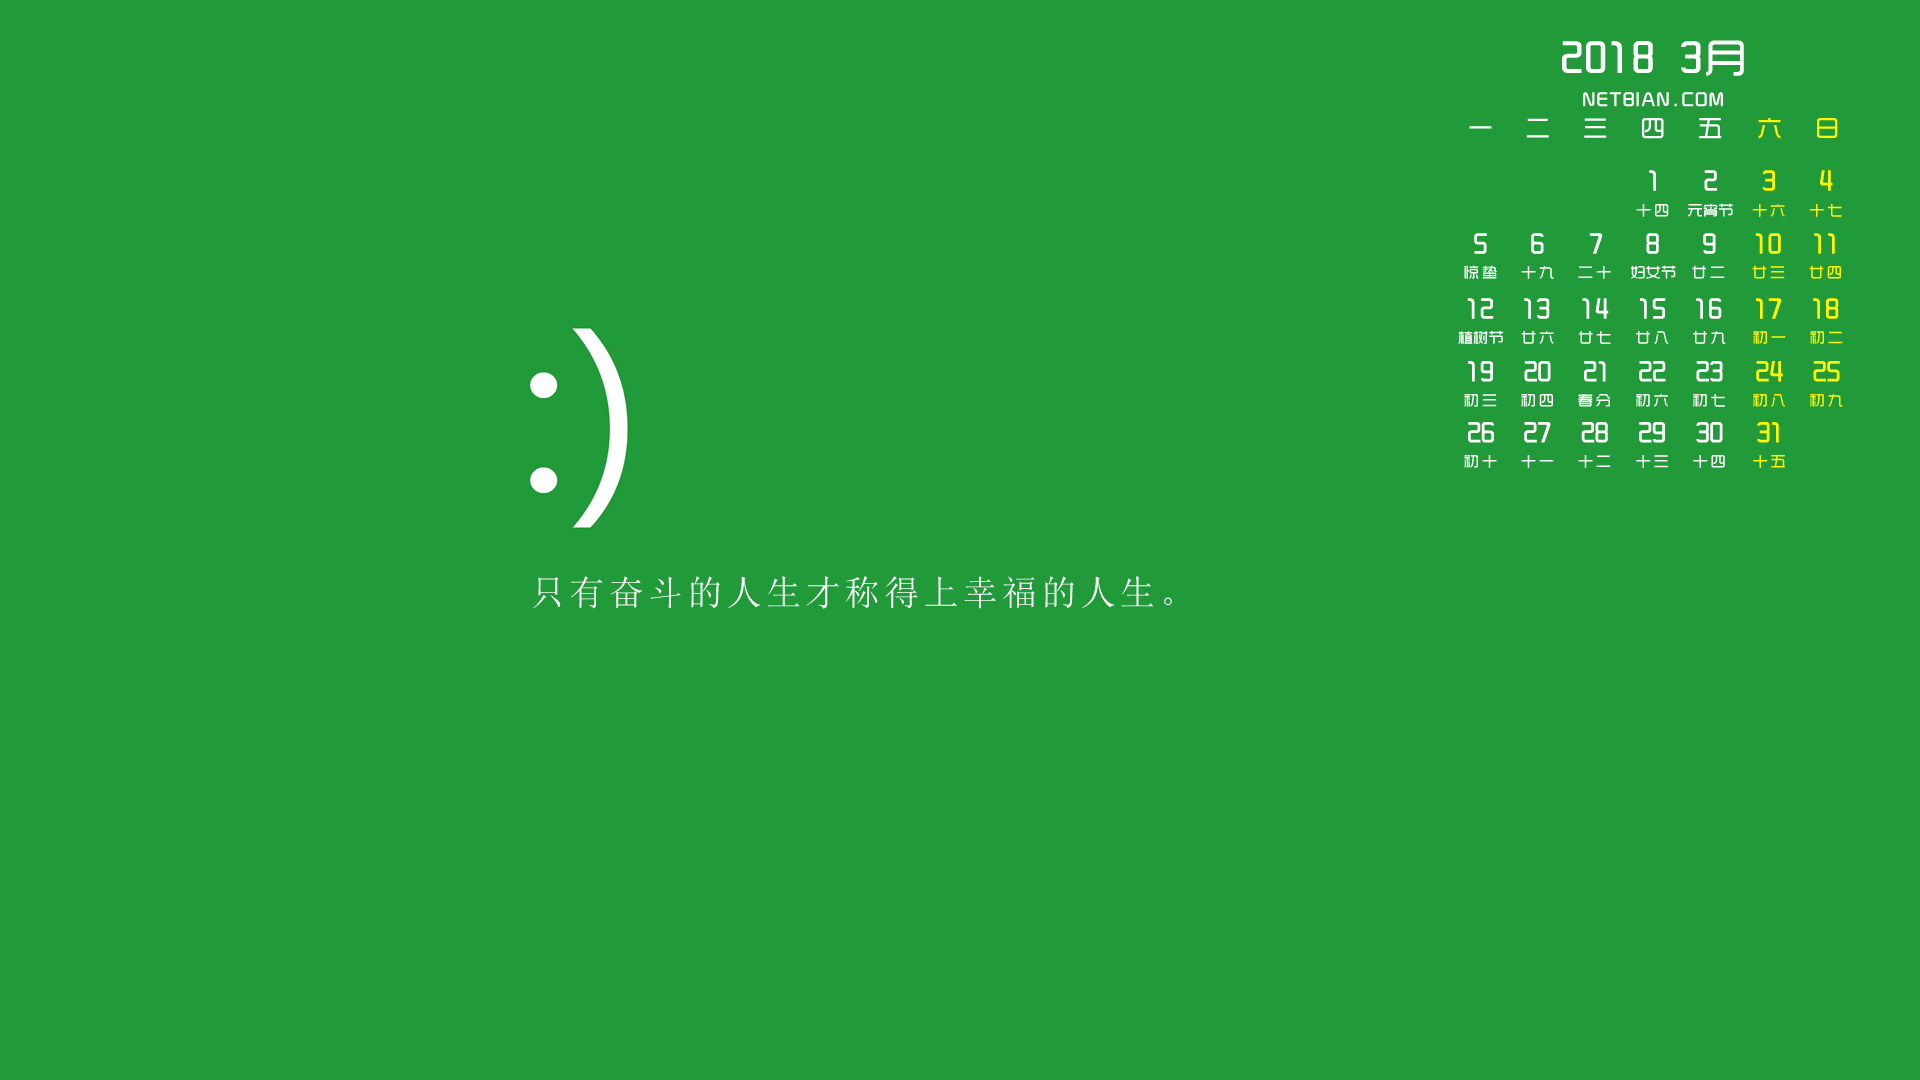 2018 3月
NETBIAN.COM
一 二 三 四 五 六 日
1 2 3 4
十四 元宵节 十六 十七
5 6 7 8 9 10 11
惊蛰 十九 二十 妇女节 廿二 廿三 廿四
12 13 14 15 16 17 18
植树节 廿六 廿七 廿八 廿九 初一 初二
19 20 21 22 23 24 25
初三 初四 春分 初六 初七 初八 初九
26 27 28 29 30 31
初十 十一 十二 十三 十四 十五
:)
只有奋斗的人生才称得上幸福的人生。